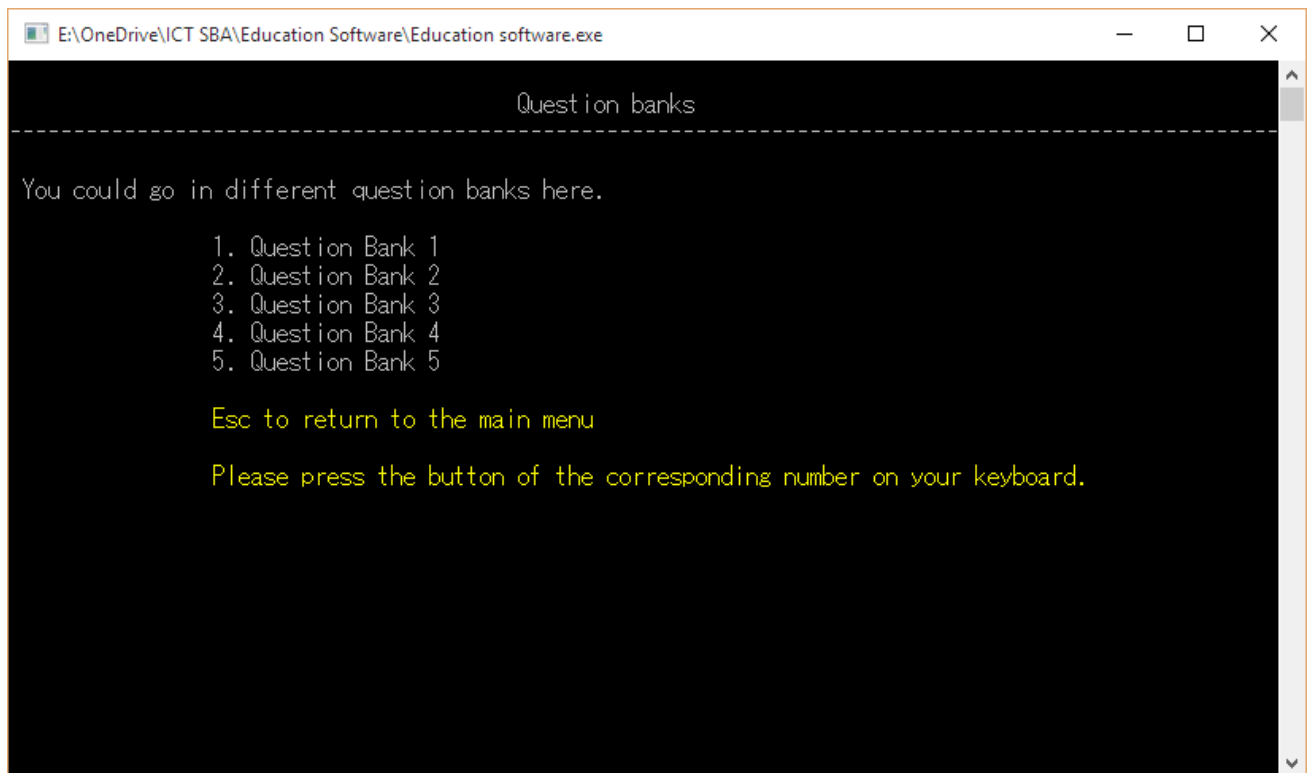 E:\OneDrive\ICT SBA\Education Software\Education software.exe
Question banks
----------------------------------------------------------------------------------------------------
You could go in different question banks here.
1. Question Bank 1
2. Question Bank 2
3. Question Bank 3
4. Question Bank 4
5. Question Bank 5
Esc to return to the main menu
Please press the button of the corresponding number on your keyboard.